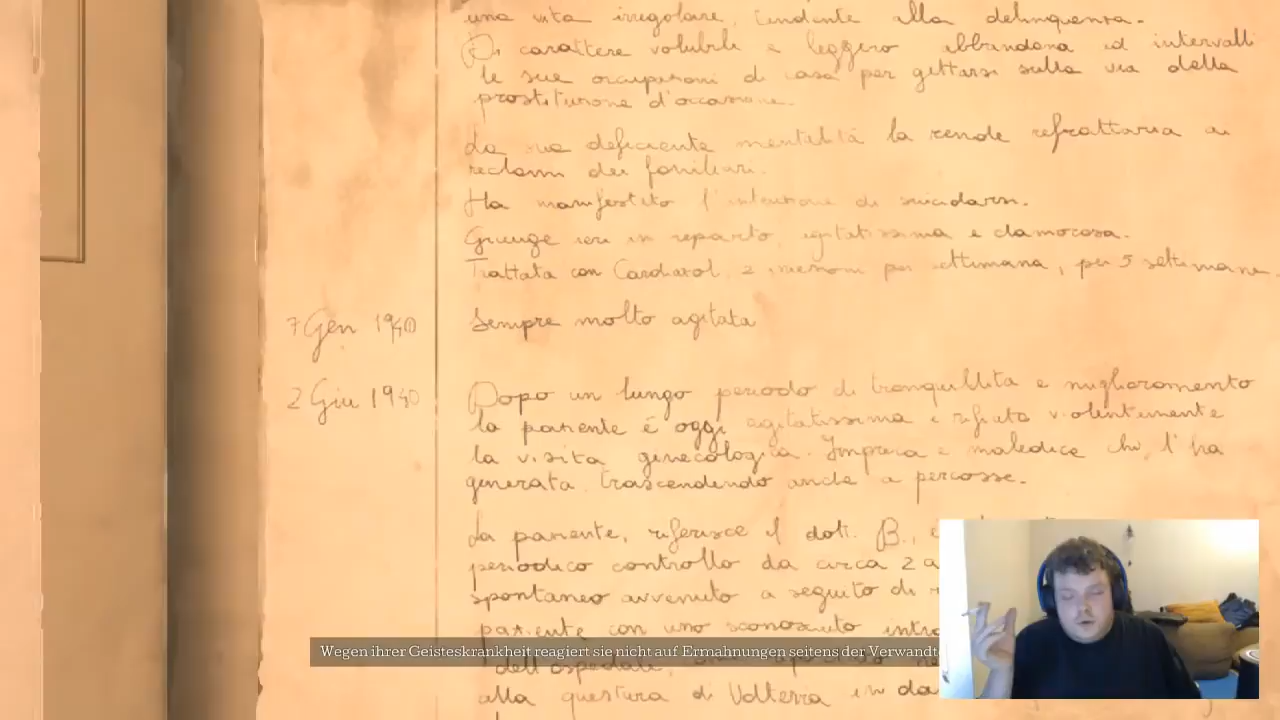 una vita irregolare, tendente alla delinquenza.
Di carattere volubile e leggero abbandona ad intervalli
le sue occupazioni di casa per gettarsi sulla via della
prostituzione d'occasione.
La sua deficiente mentalità la rende refrattaria ai
reclami dei familiari.
Ha manifestato l'intenzione di suicidarsi.
Giunge ieri in reparto, agitatissima e clamorosa.
Trattata con Cardiazol, 2 iniezioni per settimana, per 5 settimane.
7 Gen 1940 Sempre molto agitata
2 Giu 1940 Dopo un lungo periodo di tranquillità e miglioramento
la paziente è oggi agitatissima e rifiuta violentemente
la visita ginecologica. Impreca e maledice chi l'ha
generata, trascendendo anche a percosse.
La paziente, riferisce il dott. B.,
periodico controllo da circa 2
spontaneo avvenuto a seguito di
paziente con uno sconosciuto
dell'ospedale
alla questura di Volterra in
Wegen ihrer Geisteskrankheit reagiert sie nicht auf Ermahnungen seitens der